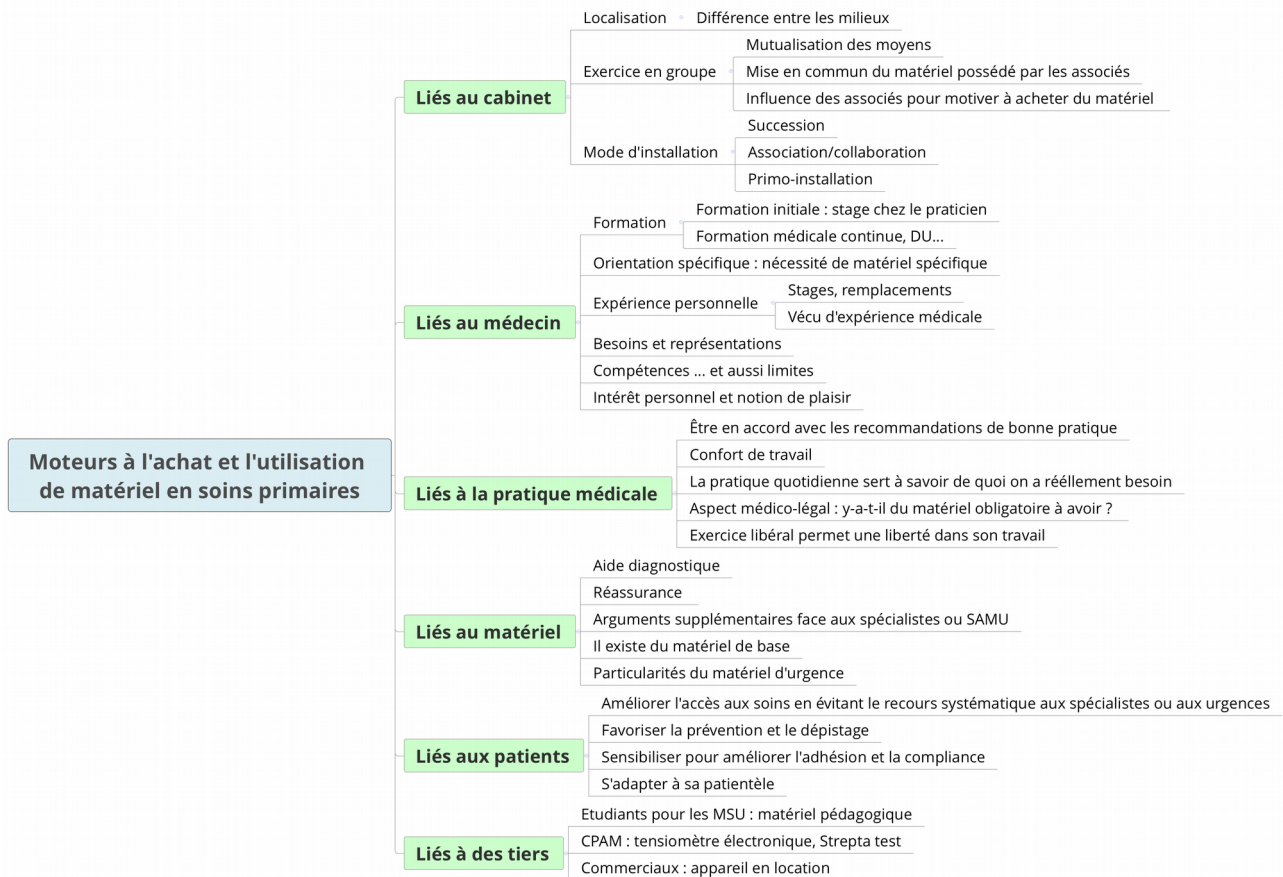 Moteurs à l'achat et l'utilisation
de matériel en soins primaires
Liés au cabinet
Localisation
Différence entre les milieux
Exercice en groupe
Mutualisation des moyens
Mise en commun du matériel possédé par les associés
Influence des associés pour motiver à acheter du matériel
Mode d'installation
Succession
Association/collaboration
Primo-installation
Liés au médecin
Formation
Formation initiale : stage chez le praticien
Formation médicale continue, DU...
Orientation spécifique : nécessité de matériel spécifique
Expérience personnelle
Stages, remplacements
Vécu d'expérience médicale
Besoins et représentations
Compétences ... et aussi limites
Intérêt personnel et notion de plaisir
Liés à la pratique médicale
Être en accord avec les recommandations de bonne pratique
Confort de travail
La pratique quotidienne sert à savoir de quoi on a rééllement besoin
Aspect médico-légal : y-a-t-il du matériel obligatoire à avoir ?
Exercice libéral permet une liberté dans son travail
Liés au matériel
Aide diagnostique
Réassurance
Arguments supplémentaires face aux spécialistes ou SAMU
Il existe du matériel de base
Particularités du matériel d'urgence
Liés aux patients
Améliorer l'accès aux soins en évitant le recours systématique aux spécialistes ou aux urgences
Favoriser la prévention et le dépistage
Sensibiliser pour améliorer l'adhésion et la compliance
S'adapter à sa patientèle
Liés à des tiers
Etudiants pour les MSU : matériel pédagogique
CPAM : tensiomètre électronique, Strepta test
Commerciaux : appareil en location